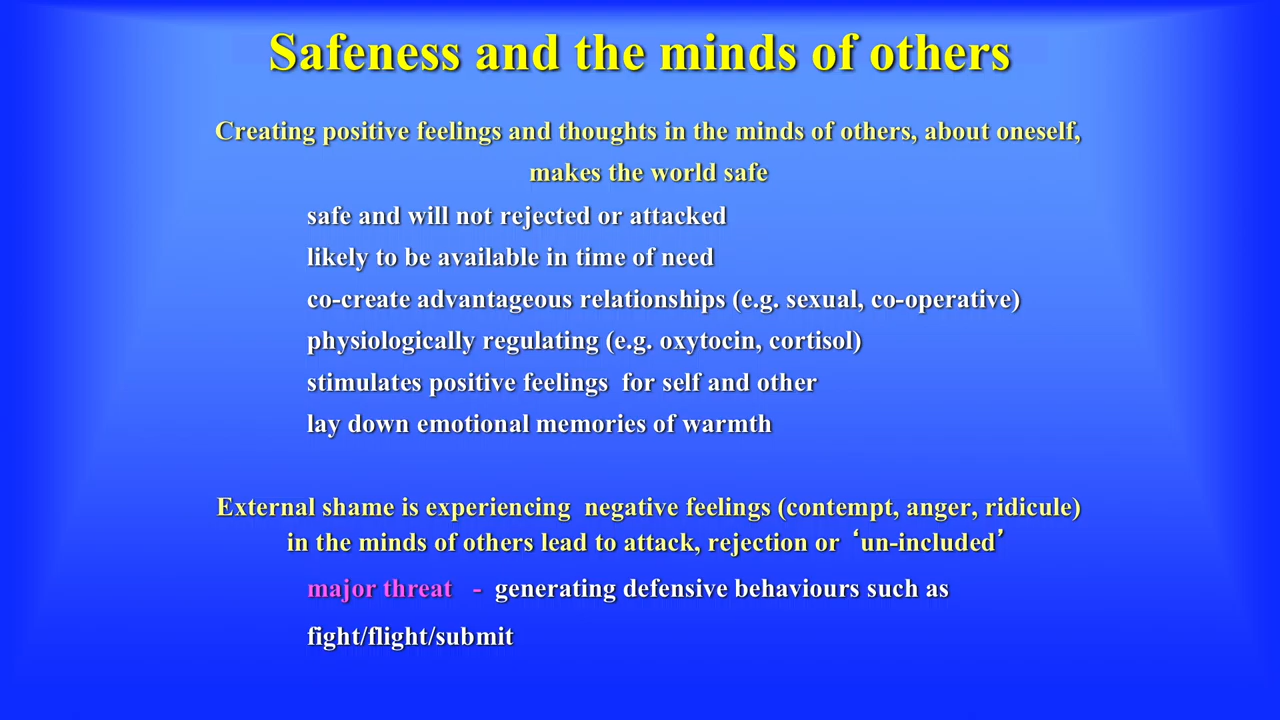 Safeness and the minds of others
Creating positive feelings and thoughts in the minds of others, about oneself,
makes the world safe
safe and will not rejected or attacked
likely to be available in time of need
co-create advantageous relationships (e.g. sexual, co-operative)
physiologically regulating (e.g. oxytocin, cortisol)
stimulates positive feelings  for self and other
lay down emotional memories of warmth
External shame is experiencing  negative feelings (contempt, anger, ridicule)
in the minds of others lead to attack, rejection or  ‘un-included’
major threat   -  generating defensive behaviours such as
fight/flight/submit